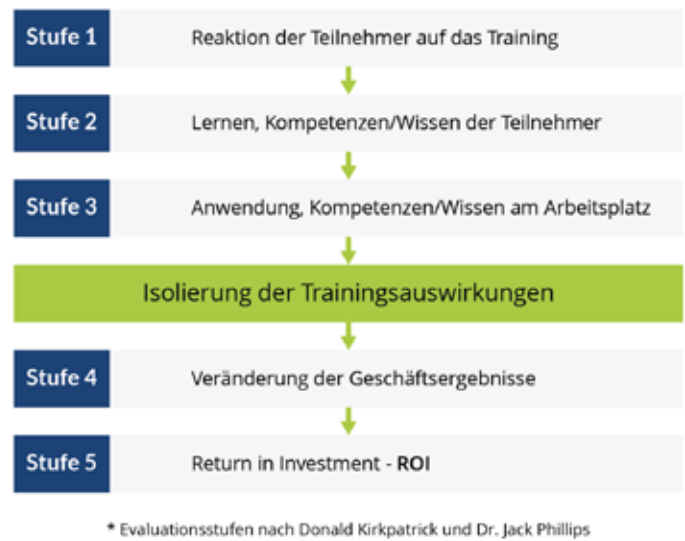 Stufe 1 Reaktion der Teilnehmer auf das Training
Stufe 2 Lernen, Kompetenzen/Wissen der Teilnehmer
Stufe 3 Anwendung, Kompetenzen/Wissen am Arbeitsplatz
Isolierung der Trainingsauswirkungen
Stufe 4 Veränderung der Geschäftsergebnisse
Stufe 5 Return in Investment - ROI
* Evaluationsstufen nach Donald Kirkpatrick und Dr. Jack Phillips